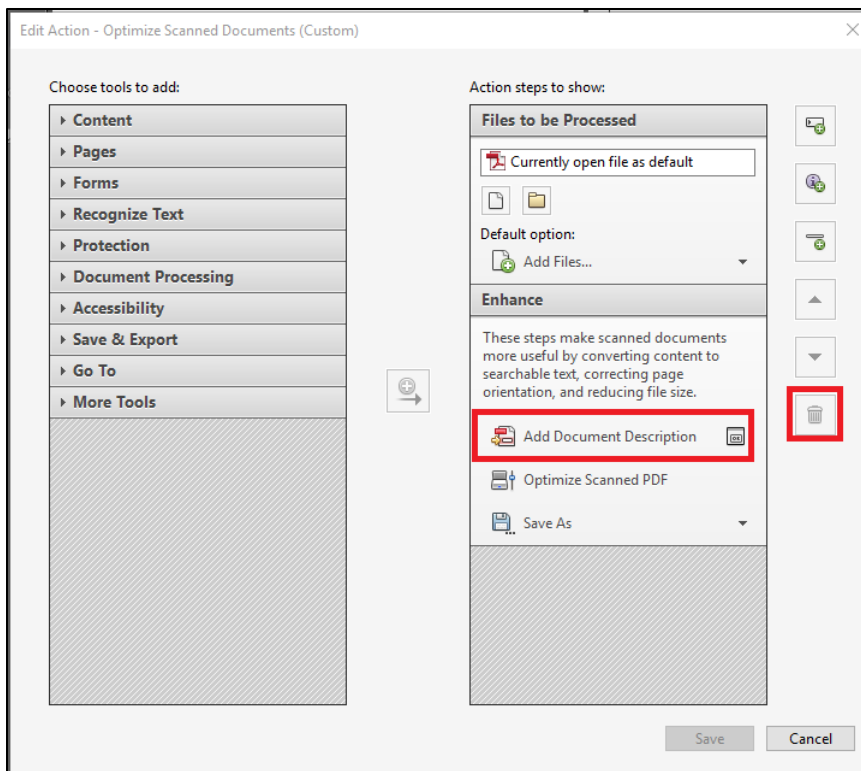 Edit Action - Optimize Scanned Documents (Custom)
Choose tools to add:
Content
Pages
Forms
Recognize Text
Protection
Document Processing
Accessibility
Save & Export
Go To
More Tools
Action steps to show:
Files to be Processed
Currently open file as default
Default option:
Add Files...
Enhance
These steps make scanned documents
more useful by converting content to
searchable text, correcting page
orientation, and reducing file size.
Add Document Description
OK
Optimize Scanned PDF
Save As
Save
Cancel